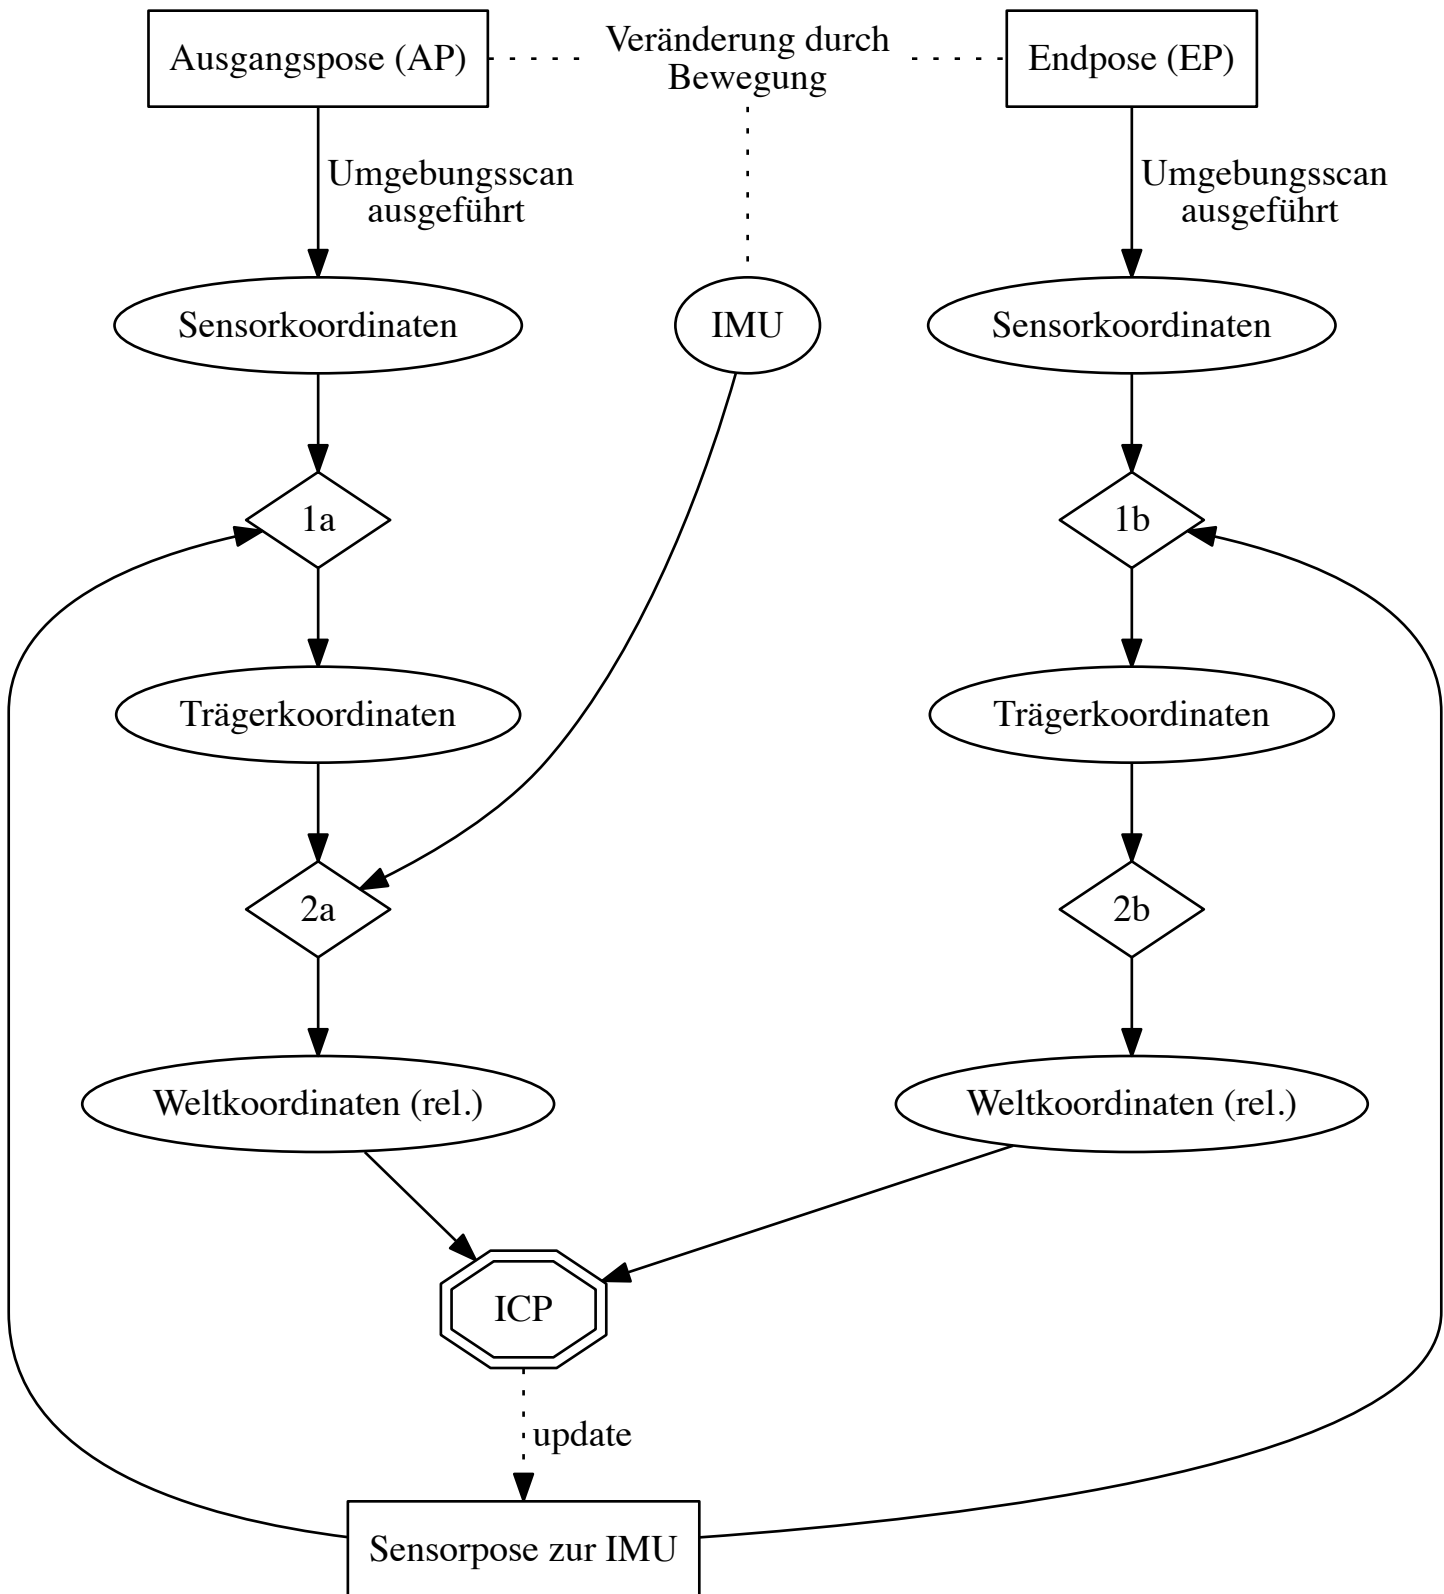 Ausgangspose (AP)
Veränderung durch
Bewegung
Endpose (EP)
Umgebungsscan
ausgeführt
Umgebungsscan
ausgeführt
Sensorkoordinaten
IMU
Sensorkoordinaten
1a
1b
Trägerkoordinaten
Trägerkoordinaten
2a
2b
Weltkoordinaten (rel.)
Weltkoordinaten (rel.)
ICP
update
Sensorpose zur IMU